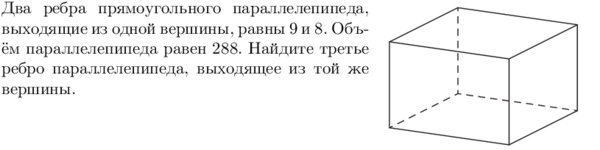 Два ребра прямоугольного параллелепипеда,
выходящие из одной вершины, равны 9 и 8. Объ-
ём параллелепипеда равен 288. Найдите третье
ребро параллелепипеда, выходящее из той же
вершины.